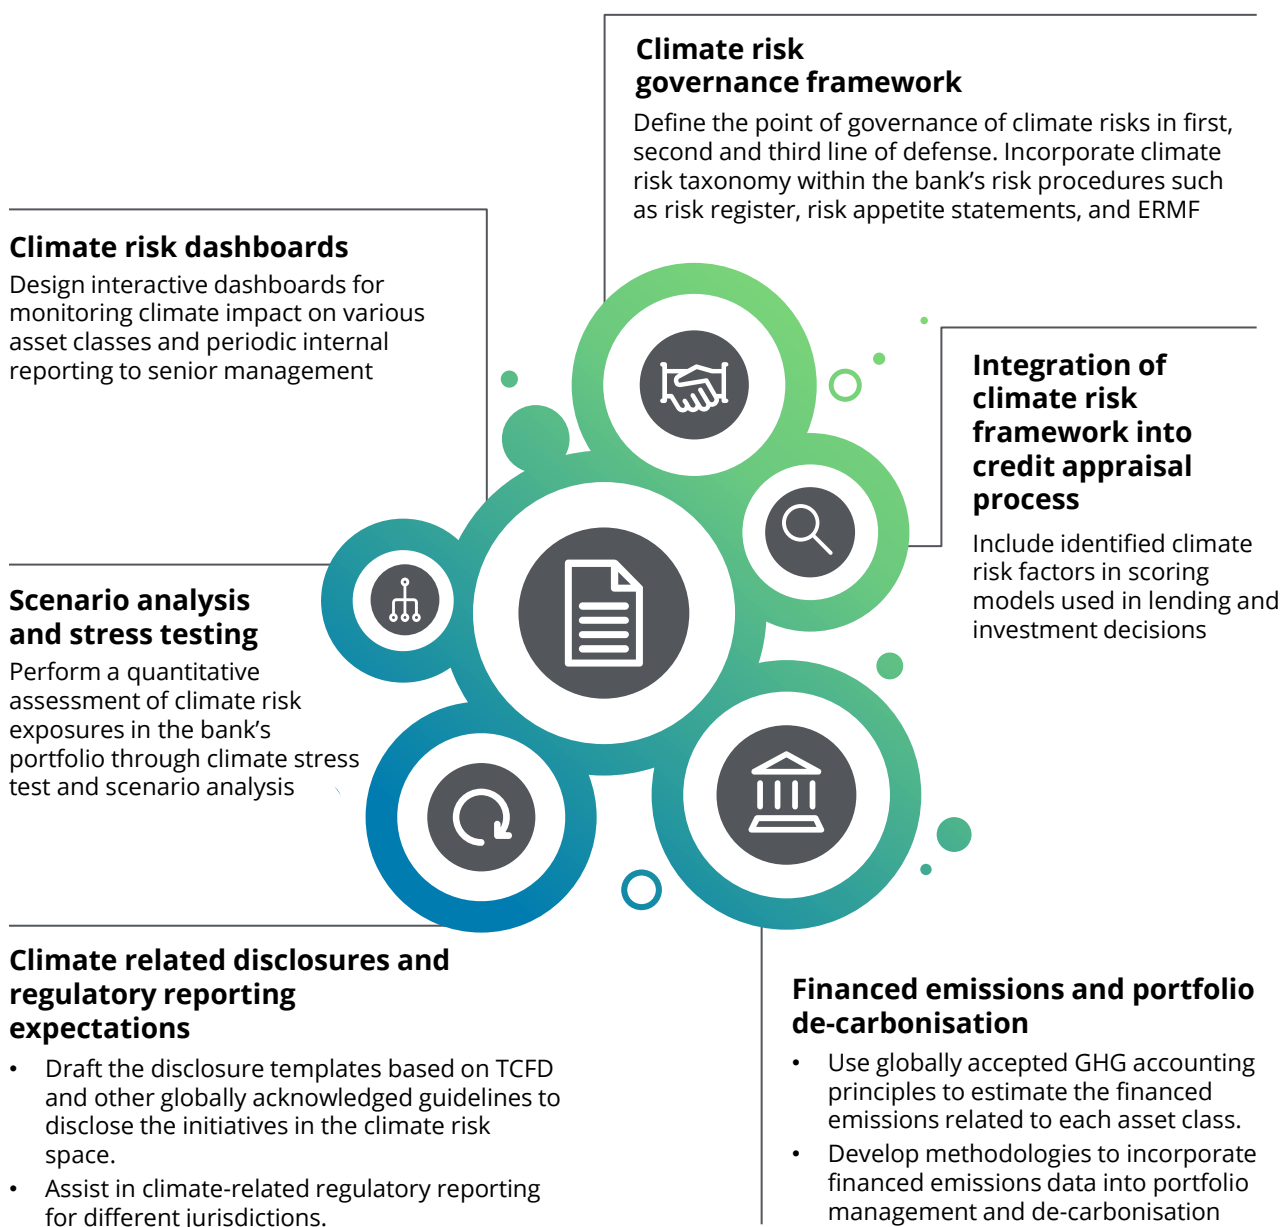 Climate risk
governance framework
Define the point of governance of climate risks in first,
second and third line of defense. Incorporate climate
risk taxonomy within the bank's risk procedures such
as risk register, risk appetite statements, and ERMF
Climate risk dashboards
Design interactive dashboards for
monitoring climate impact on various
asset classes and periodic internal
reporting to senior management
Integration of
climate risk
framework into
credit appraisal
process
Include identified climate
risk factors in scoring
models used in lending and
investment decisions
Scenario analysis
and stress testing
Perform a quantitative
assessment of climate risk
exposures in the bank's
portfolio through climate stress
test and scenario analysis
Climate related disclosures and
regulatory reporting
expectations
• Draft the disclosure templates based on TCFD
and other globally acknowledged guidelines to
disclose the initiatives in the climate risk
space.
• Assist in climate-related regulatory reporting
for different jurisdictions.
Financed emissions and portfolio
de-carbonisation
• Use globally accepted GHG accounting
principles to estimate the financed
emissions related to each asset class.
• Develop methodologies to incorporate
financed emissions data into portfolio
management and de-carbonisation